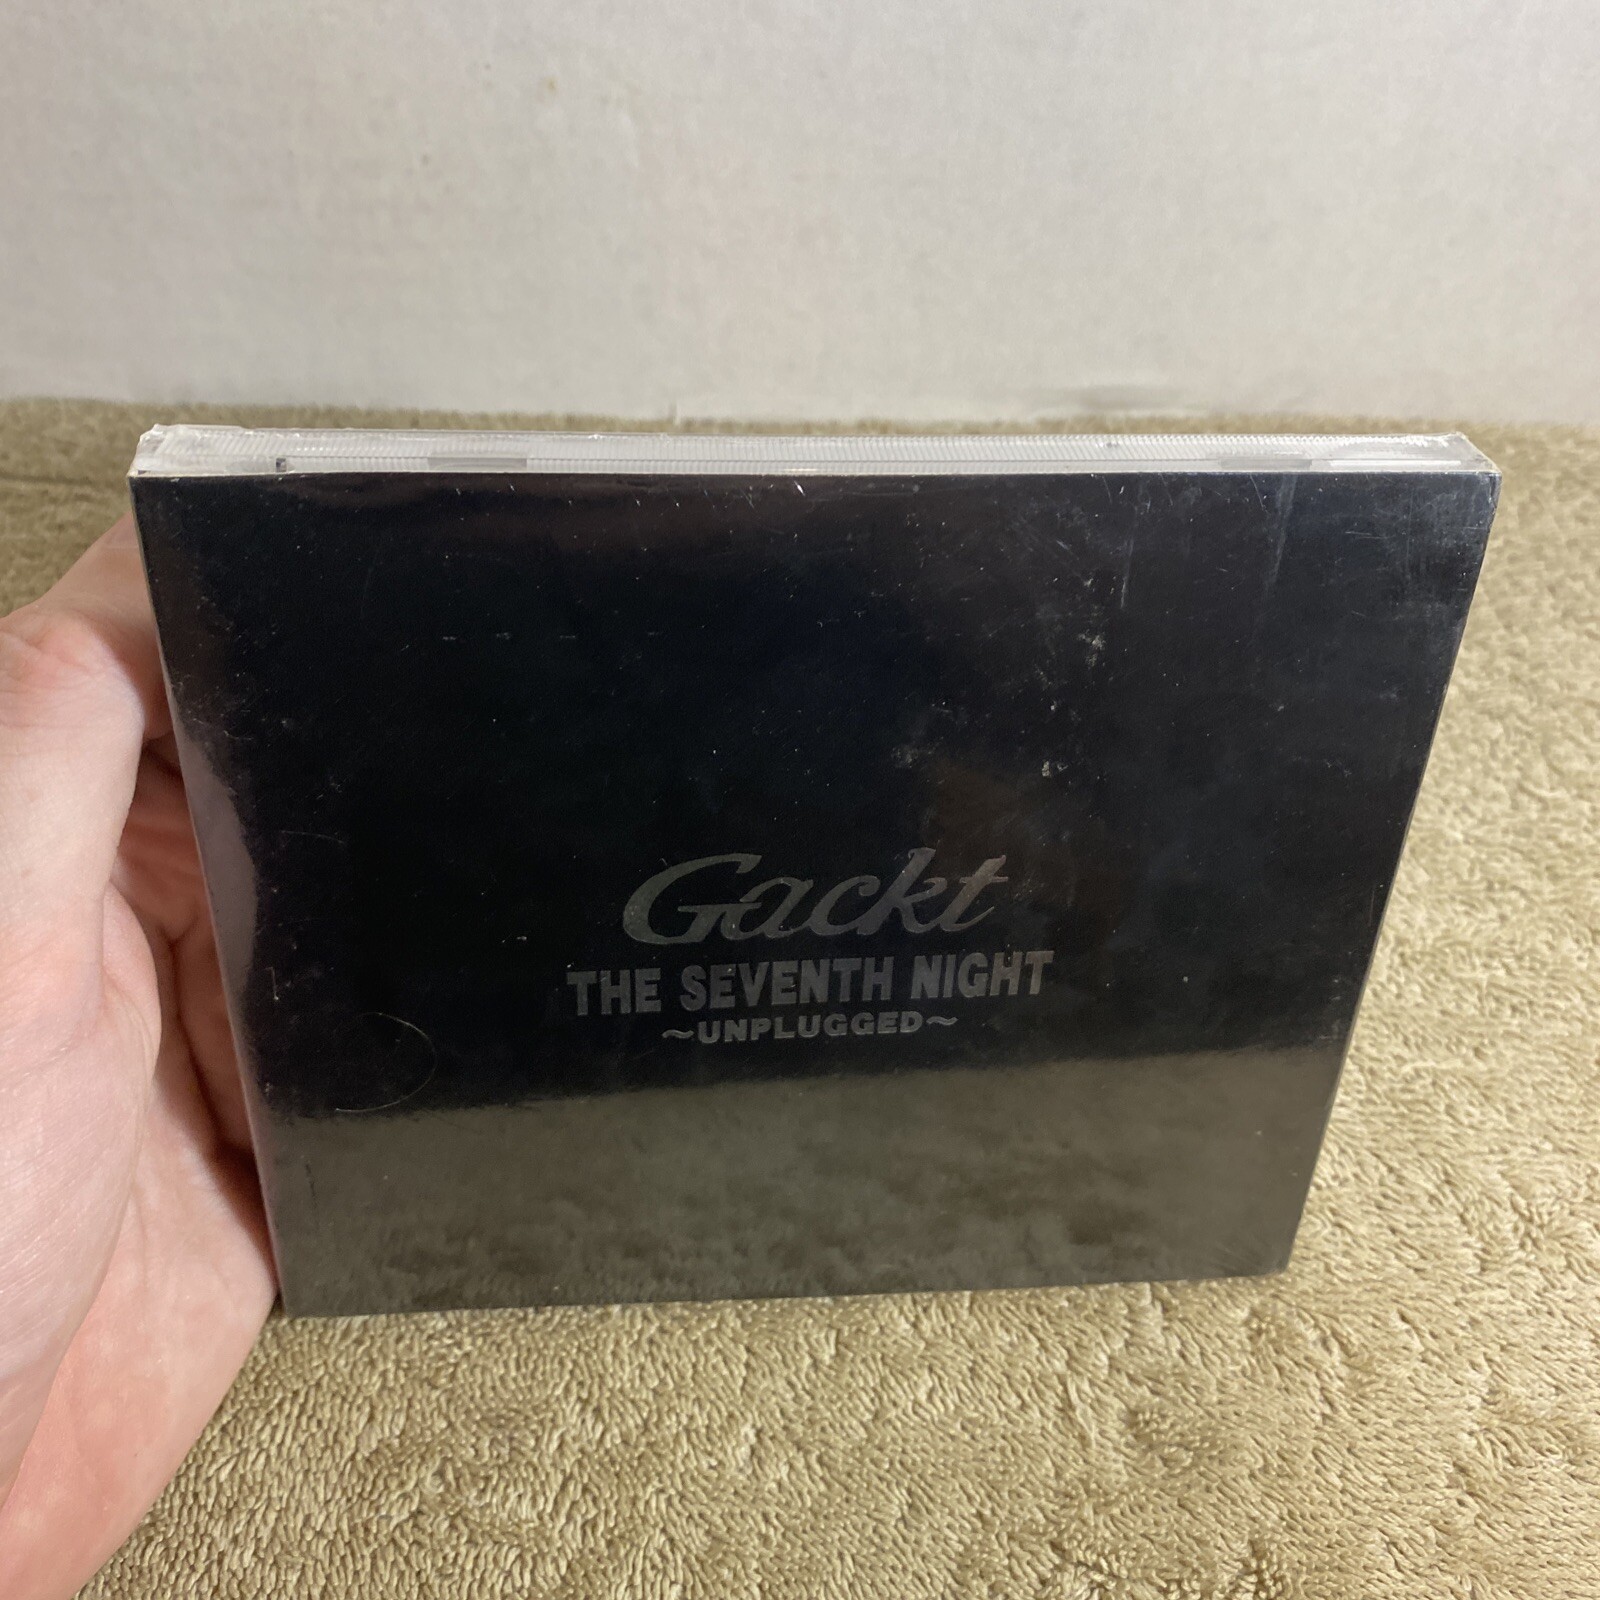 Gackt
THE SEVENTH NIGHT
~UNPLUGGED~